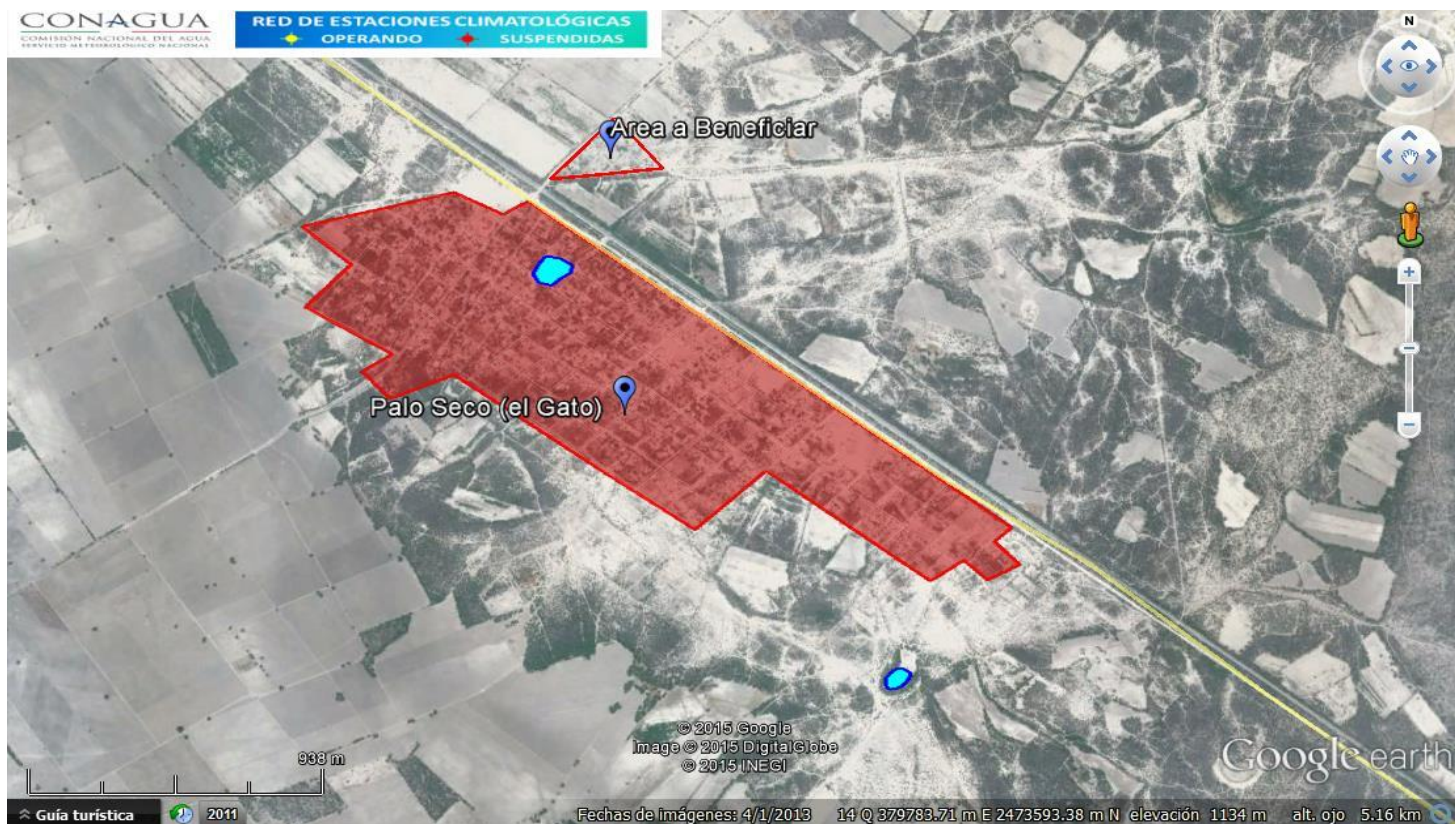 CONAGUA
COMISIÓN NACIONAL DEL AGUA
SERVICIO METEOROLÓGICO NACIONAL
RED DE ESTACIONES CLIMATOLÓGICAS
OPERANDO SUSPENDIDAS
N
Area a Beneficiar
Palo Seco (el Gato)
938 m
© 2015 Google
Image © 2015 DigitalGlobe
© 2015 INEGI
Google earth
Guía turística
2011
Fechas de imágenes: 4/1/2013 14 Q 379783.71 m E 2473593.38 m N elevación 1134 m alt. ojo 5.16 km